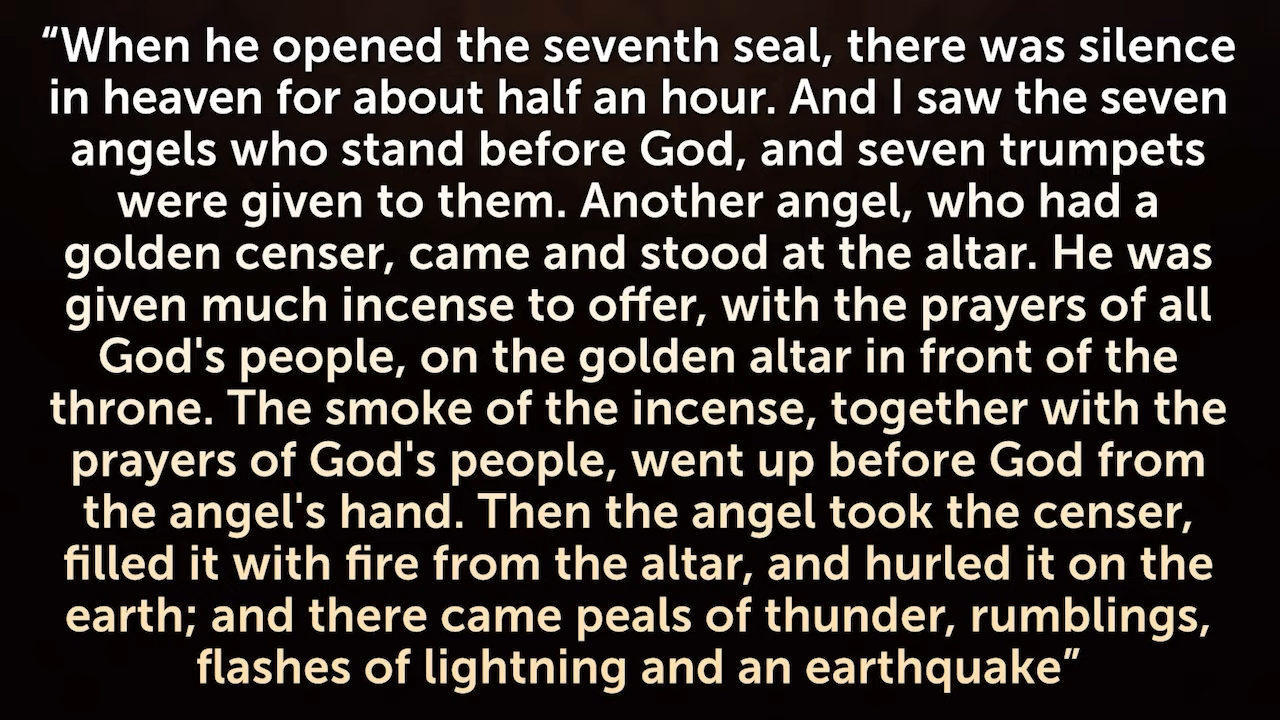 “When he opened the seventh seal, there was silence
in heaven for about half an hour. And I saw the seven
angels who stand before God, and seven trumpets
were given to them. Another angel, who had a
golden censer, came and stood at the altar. He was
given much incense to offer, with the prayers of all
God's people, on the golden altar in front of the
throne. The smoke of the incense, together with the
prayers of God's people, went up before God from
the angel's hand. Then the angel took the censer,
filled it with fire from the altar, and hurled it on the
earth; and there came peals of thunder, rumblings,
flashes of lightning and an earthquake”